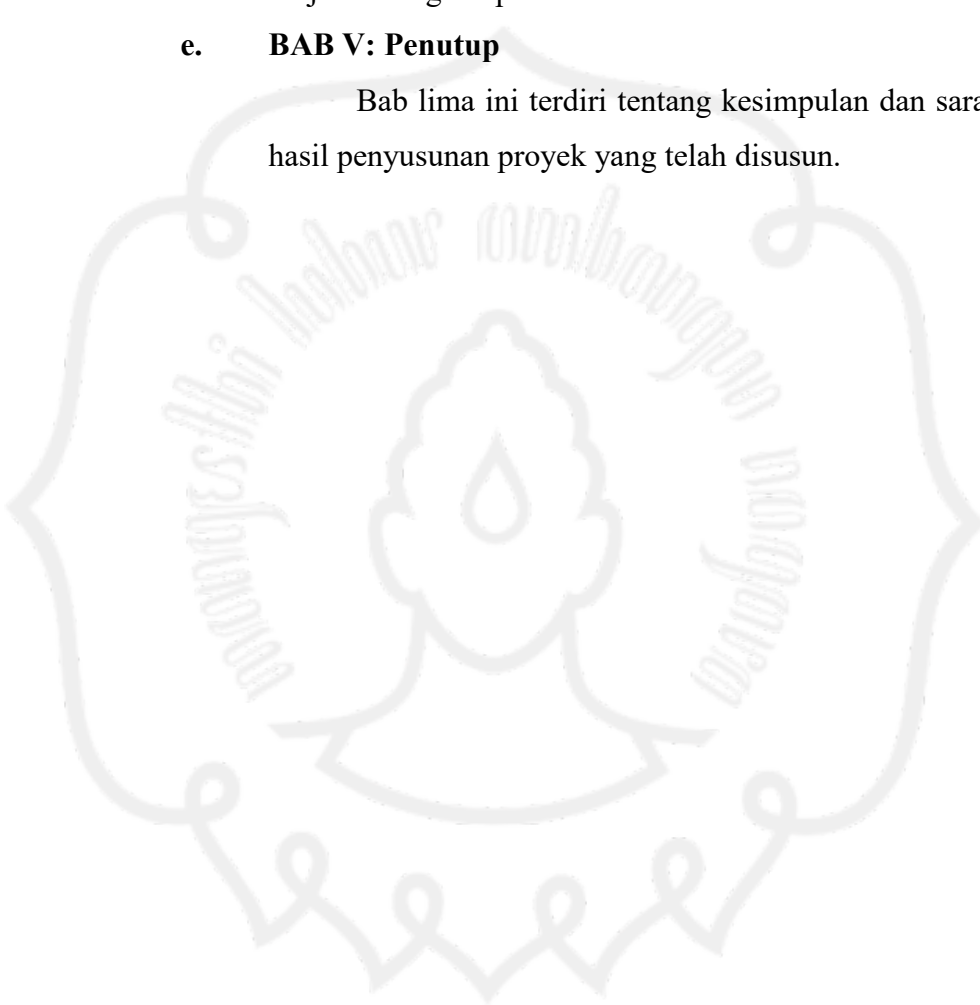 e. BAB V: Penutup
Bab lima ini terdiri tentang kesimpulan dan sara
hasil penyusunan proyek yang telah disusun.